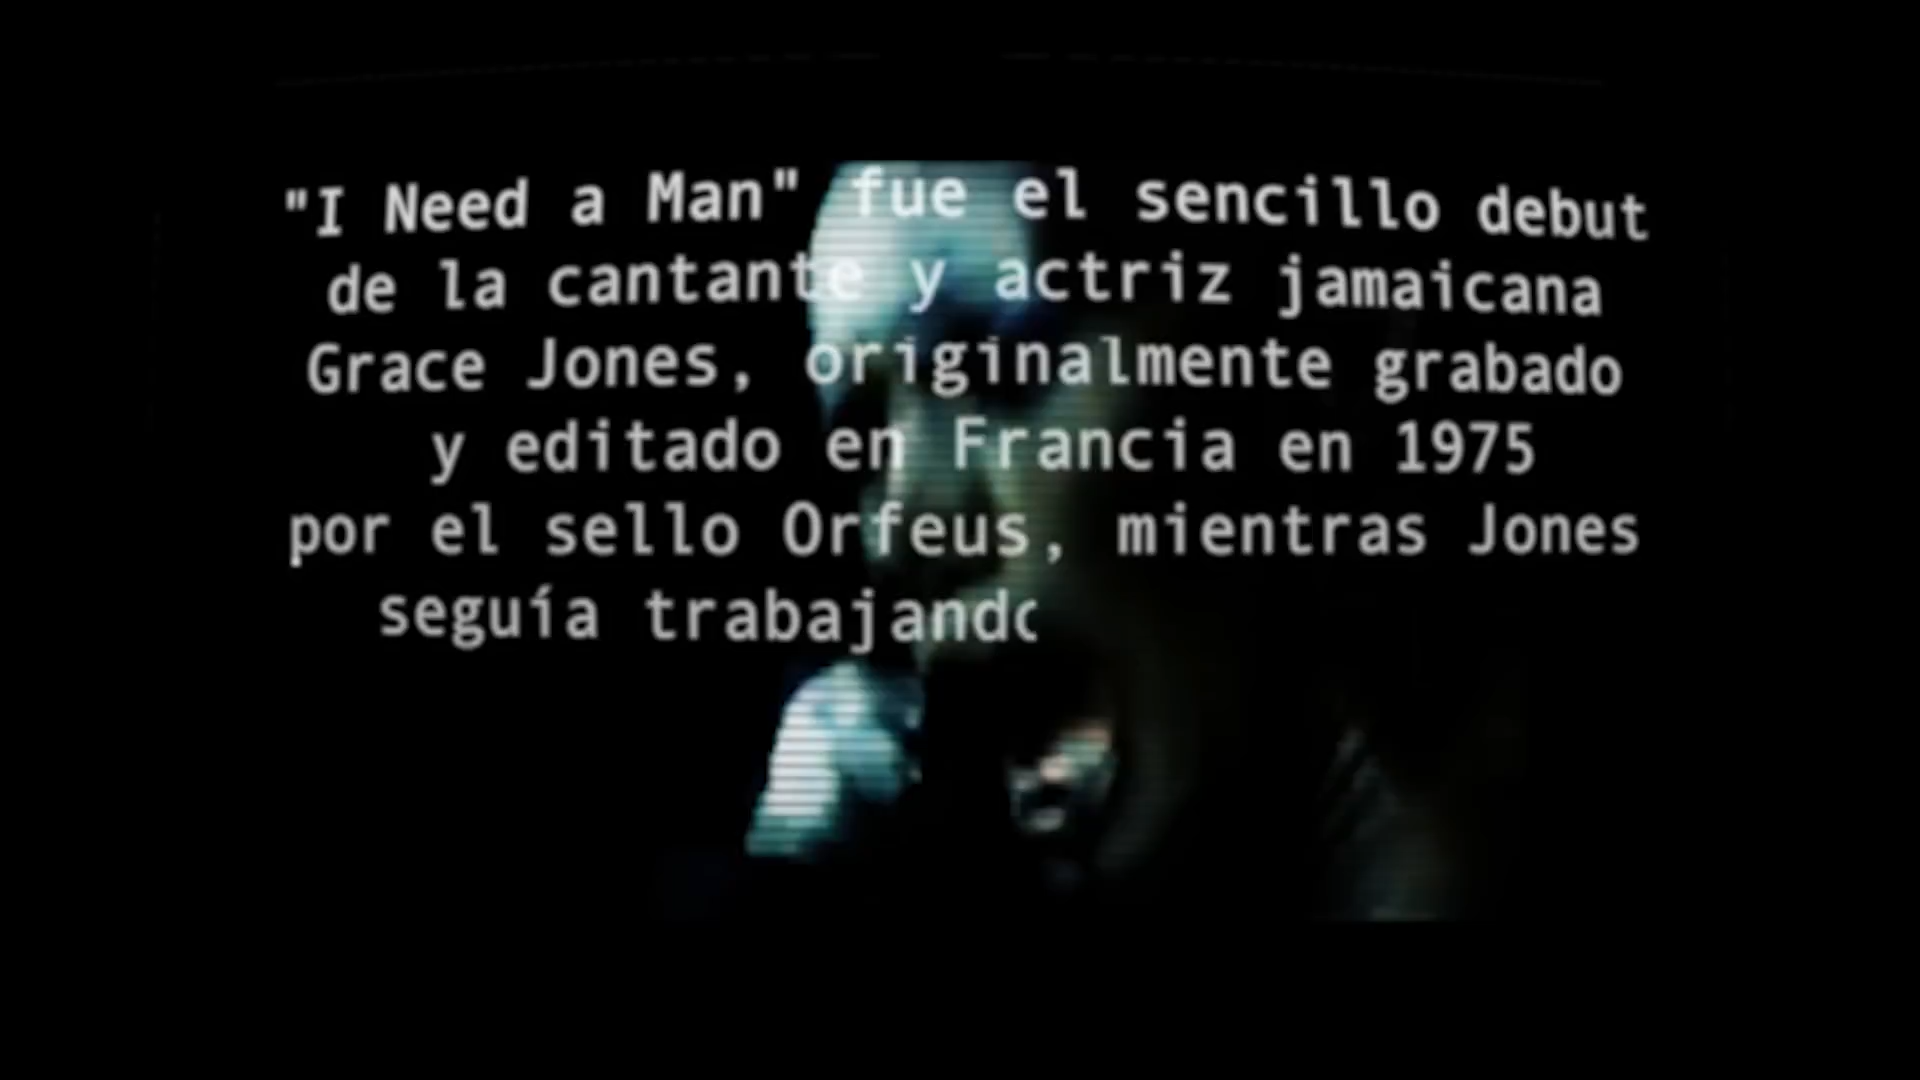 "I Need a Man" fue el sencillo debut
de la cantante y actriz jamaicana
Grace Jones, originalmente grabado
y editado en Francia en 1975
por el sello Orfeus, mientras Jones
seguía trabajando